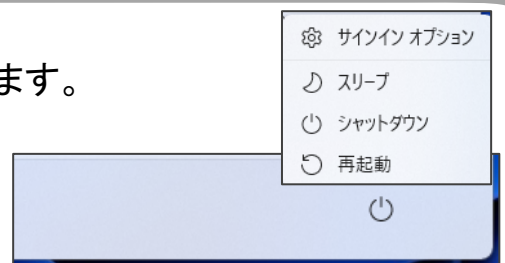 サインイン オプション
ます。
スリープ
シャットダウン
再起動